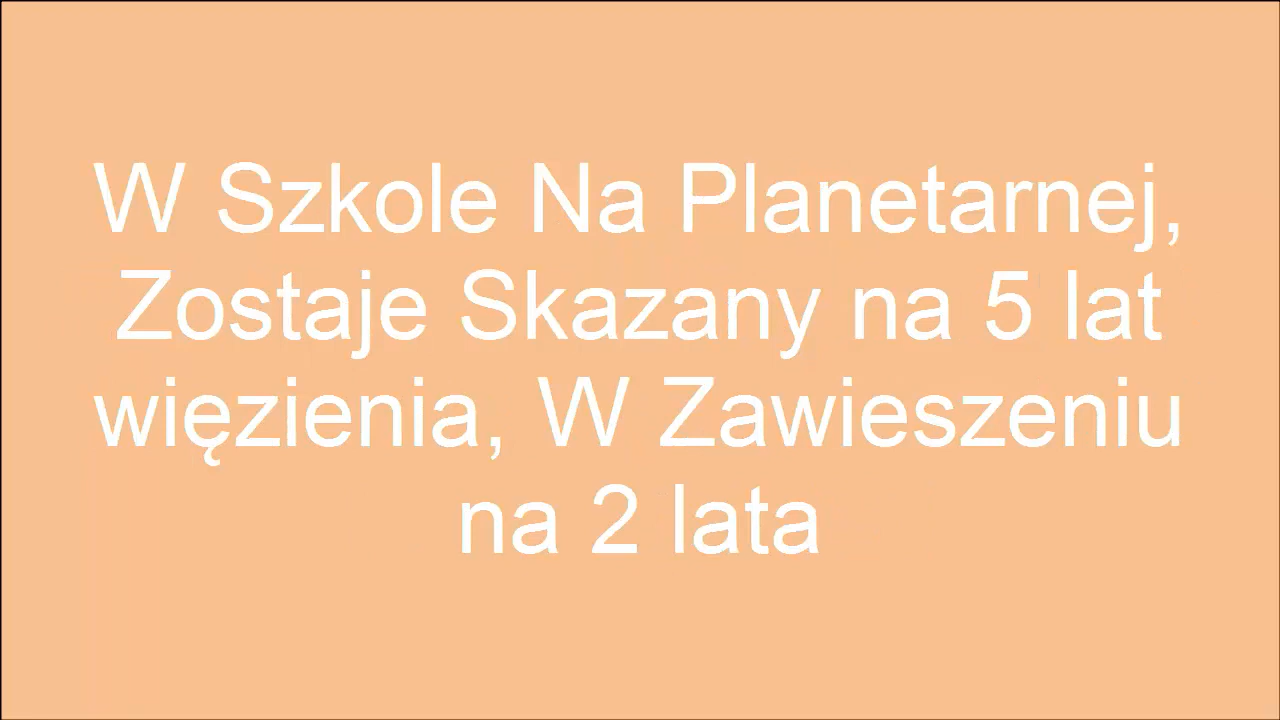 W Szkole Na Planetarnej,
Zostaje Skazany na 5 lat
więzienia, W Zawieszeniu
na 2 lata